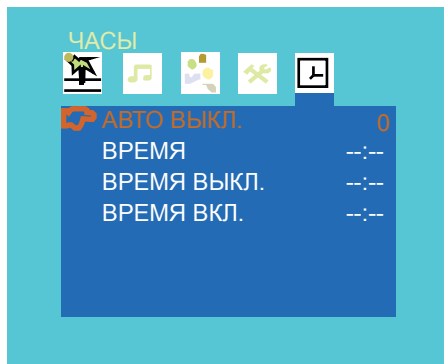 ЧАСЫ
АВТО ВЫКЛ. 0
ВРЕМЯ --:--
ВРЕМЯ ВЫКЛ. --:--
ВРЕМЯ ВКЛ. --:--